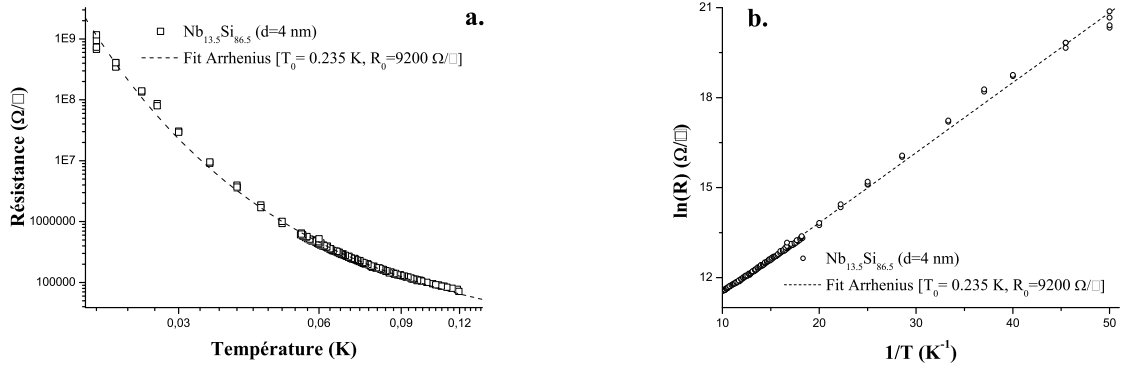 a.
Nb13.5Si86.5 (d=4 nm)
Fit Arrhenius [T0= 0.235 K, R0=9200 Ω/□]
1E9
1E8
1E7
1000000
100000
Résistance (Ω/□)
0,03
0,06
0,09
0,12
Température (K)
b.
21
18
15
12
ln(R) (Ω/□)
Nb13.5Si86.5 (d=4 nm)
Fit Arrhenius [T0= 0.235 K, R0=9200 Ω/□]
10
20
30
40
50
1/T (K-1)